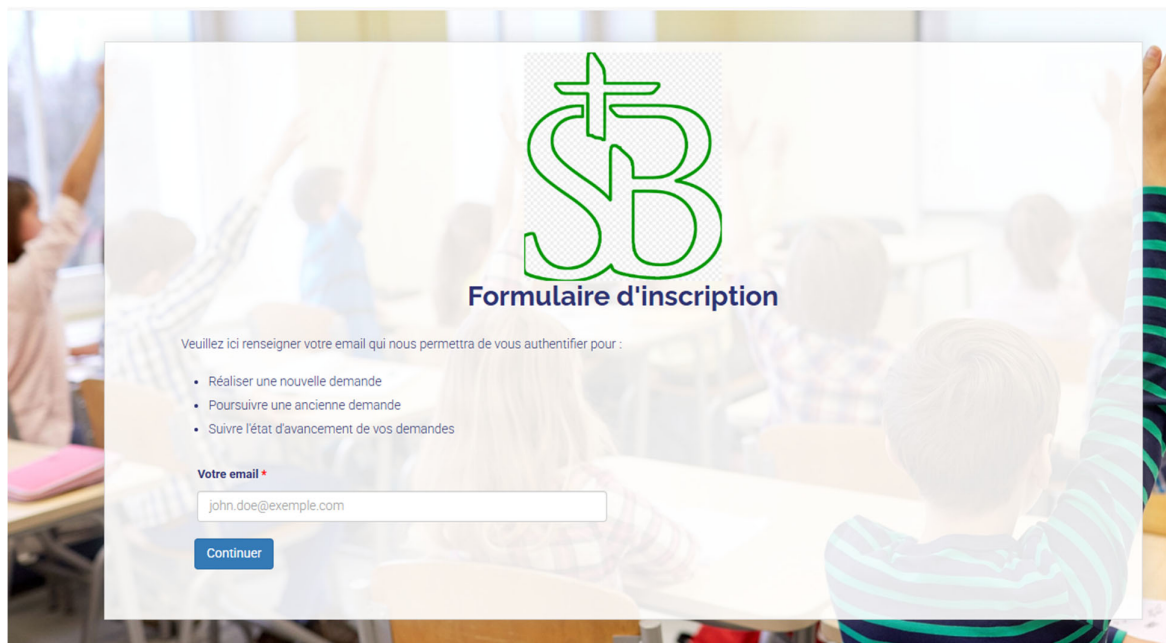 SB
Formulaire d'inscription
Veuillez ici renseigner votre email qui nous permettra de vous authentifier pour :
Réaliser une nouvelle demande
Poursuivre une ancienne demande
Suivre l'état d'avancement de vos demandes
Votre email *
john.doe@exemple.com
Continuer